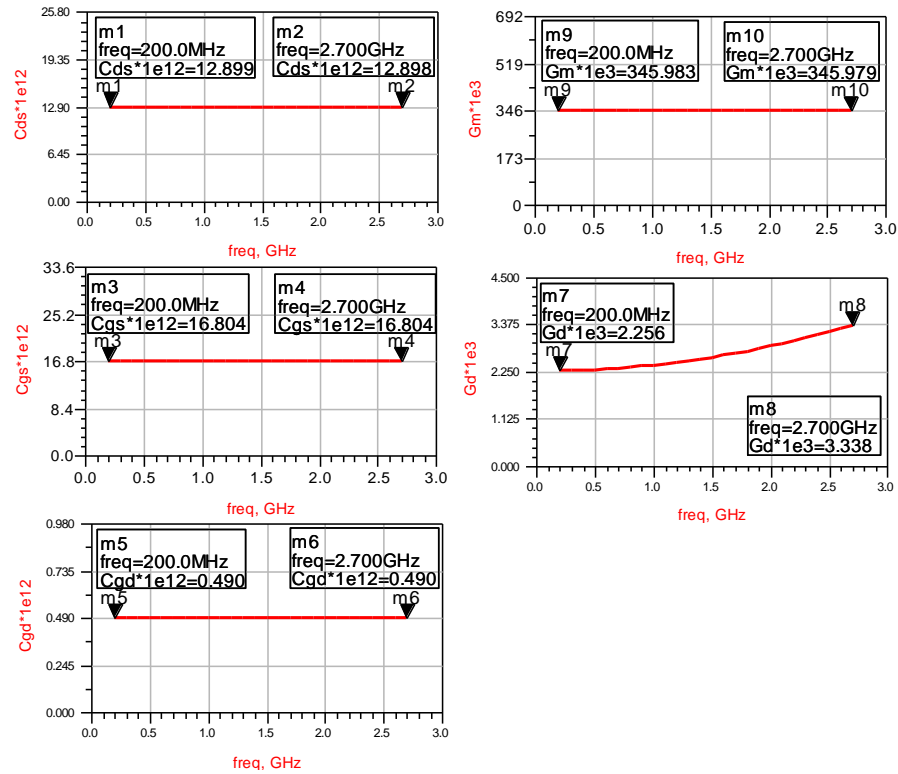 25.80
19.35
12.90
6.45
0.00
Cds*1e12
m1
freq=200.0MHz
Cds*1e12=12.899
m2
freq=2.700GHz
Cds*1e12=12.898
m1
m2
0.0 0.5 1.0 1.5 2.0 2.5 3.0
freq, GHz
692
519
346
173
0
Gm*1e3
m9
freq=200.0MHz
Gm*1e3=345.983
m10
freq=2.700GHz
Gm*1e3=345.979
m9
m10
0.0 0.5 1.0 1.5 2.0 2.5 3.0
freq, GHz
33.6
25.2
16.8
8.4
0.0
Cgs*1e12
m3
freq=200.0MHz
Cgs*1e12=16.804
m4
freq=2.700GHz
Cgs*1e12=16.804
m3
m4
0.0 0.5 1.0 1.5 2.0 2.5 3.0
freq, GHz
4.500
3.375
2.250
1.125
0.000
Gd*1e3
m7
freq=200.0MHz
Gd*1e3=2.256
m7
m8
m8
freq=2.700GHz
Gd*1e3=3.338
0.0 0.5 1.0 1.5 2.0 2.5 3.0
freq, GHz
0.980
0.735
0.490
0.245
0.000
Cgd*1e12
m5
freq=200.0MHz
Cgd*1e12=0.490
m6
freq=2.700GHz
Cgd*1e12=0.490
m5
m6
0.0 0.5 1.0 1.5 2.0 2.5 3.0
freq, GHz